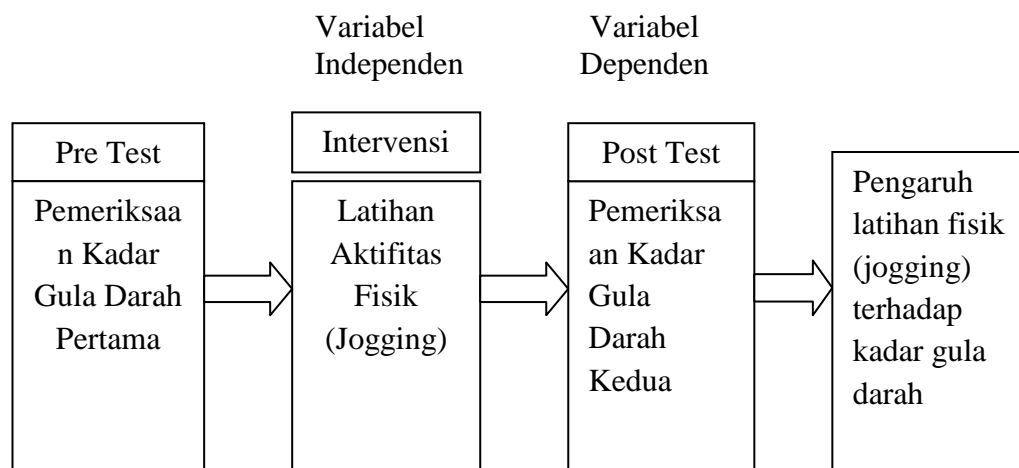 Variabel
Independen
Variabel
Dependen
Pre Test
Pemeriksaa
n Kadar
Gula Darah
Pertama
Intervensi
Latihan
Aktifitas
Fisik
(Jogging)
Post Test
Pemeriksa
an Kadar
Gula
Darah
Kedua
Pengaruh
latihan fisik
(jogging)
terhadap
kadar gula
darah